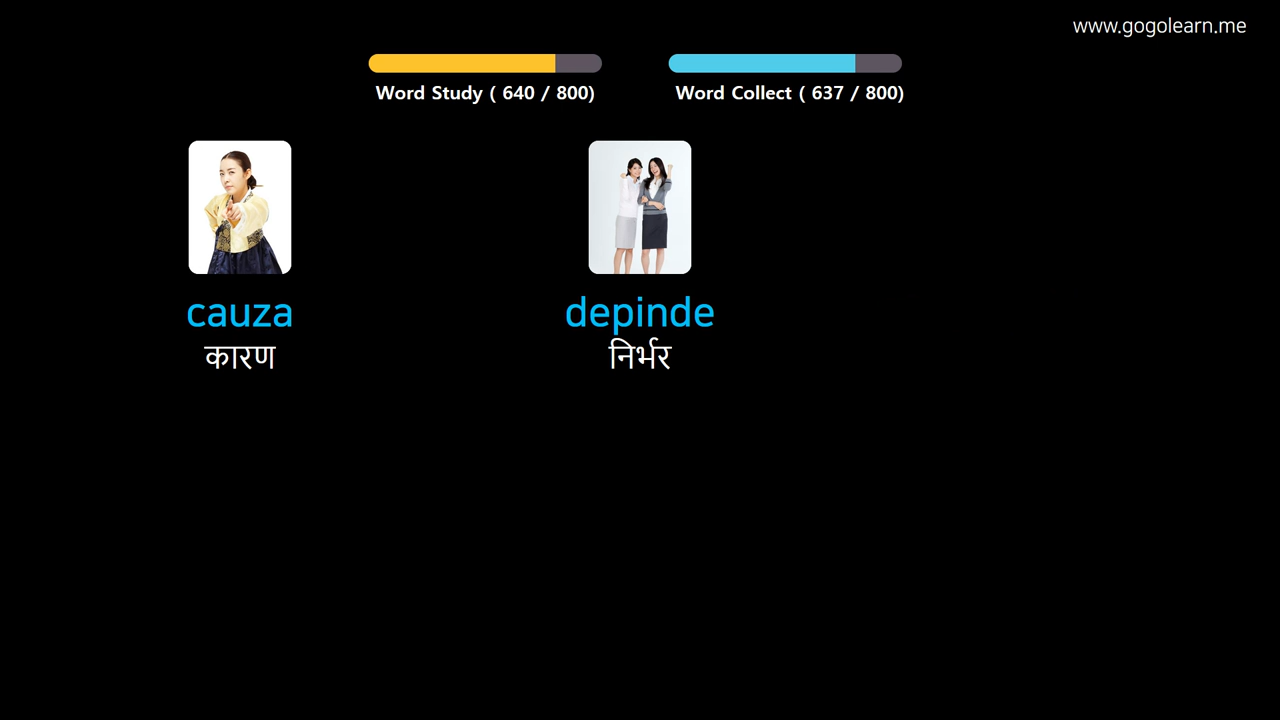 www.gogolearn.me
Word Study ( 640 / 800)
Word Collect ( 637 / 800)
cauza
कारण
depinde
निर्भर